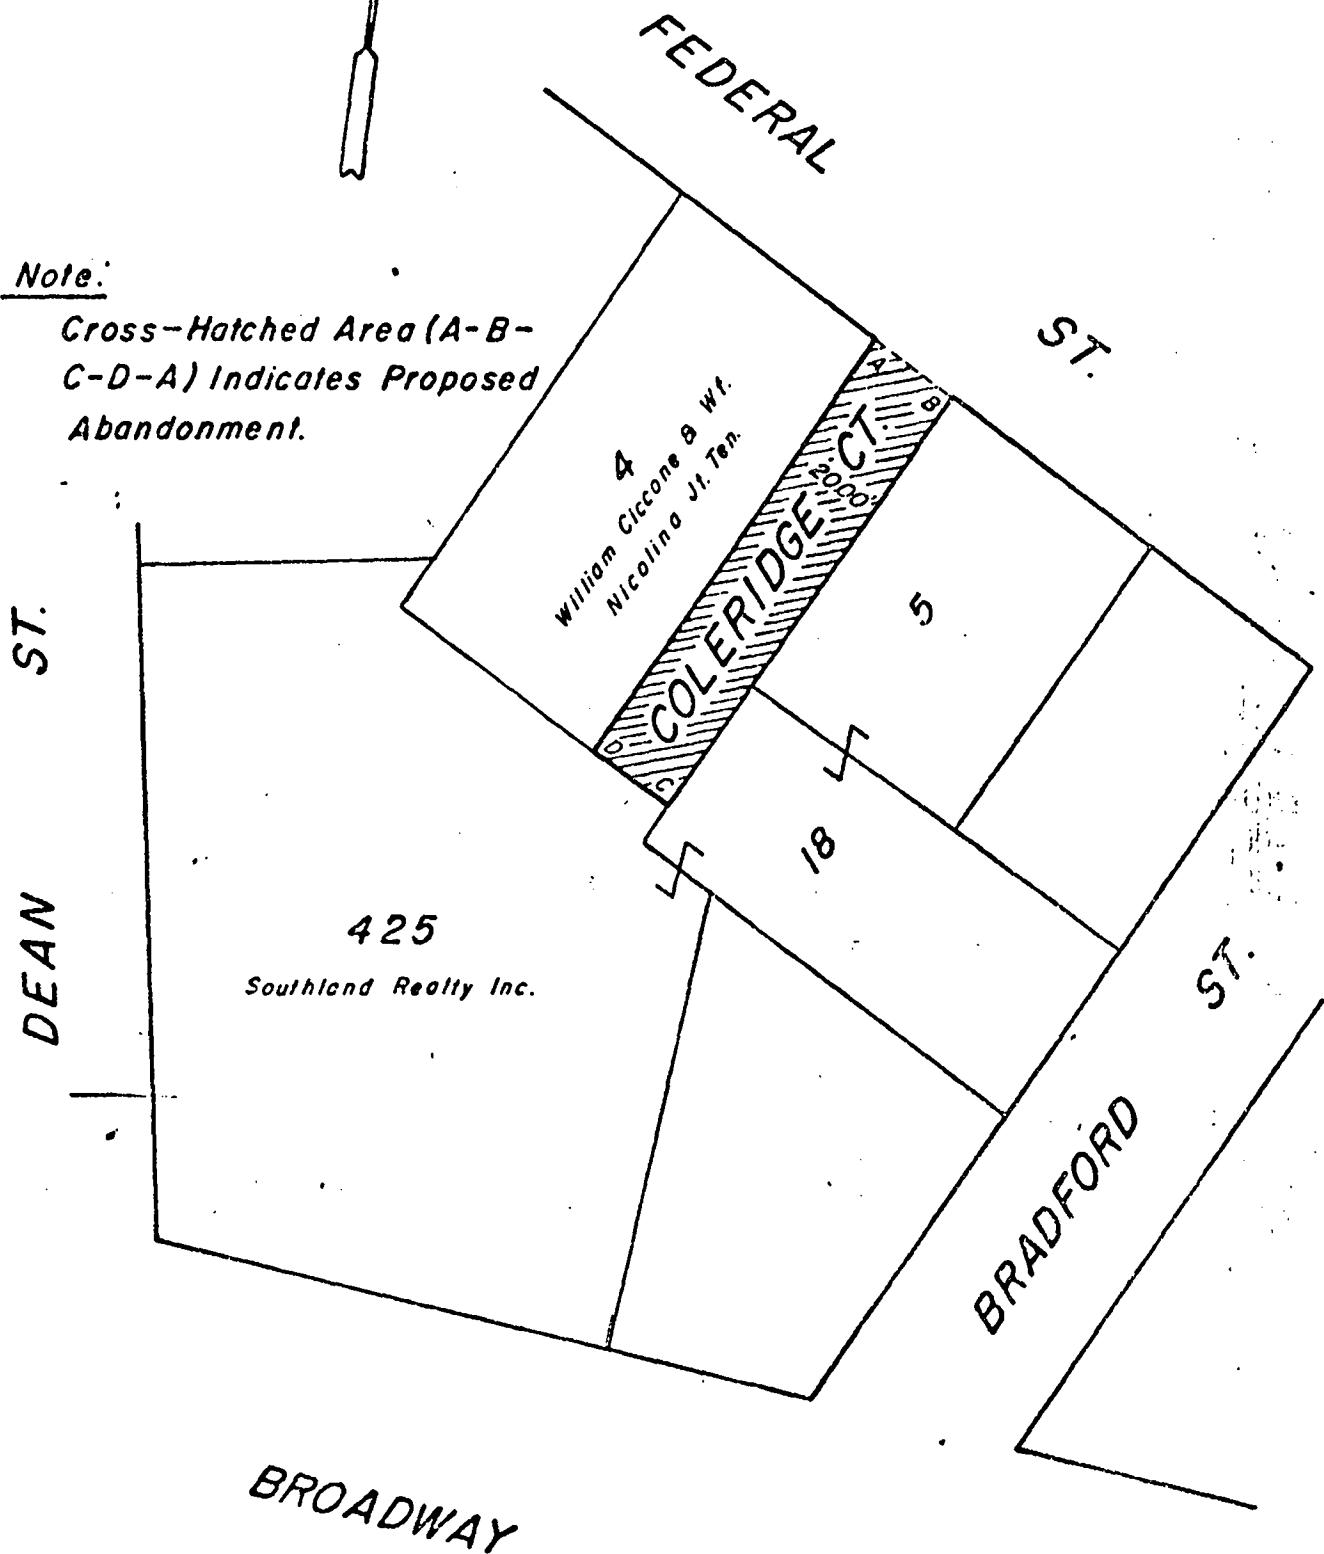 FEDERAL ST.
Note:
Cross-Hatched Area (A-B-
C-D-A) Indicates Proposed
Abandonment.
A
B
4
William Ciccone & Wf.
Nicolina Jt. Ten.
COLERIDGE CT.
20.00'
5
D
C
18
DEAN ST.
425
Southland Realty Inc.
BRADFORD ST.
BROADWAY